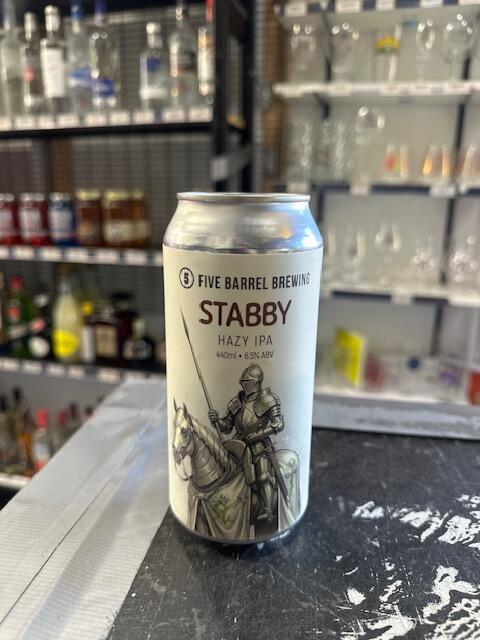 5 FIVE BARREL BREWING
STABBY
HAZY IPA
440ml • 6.5% ABV